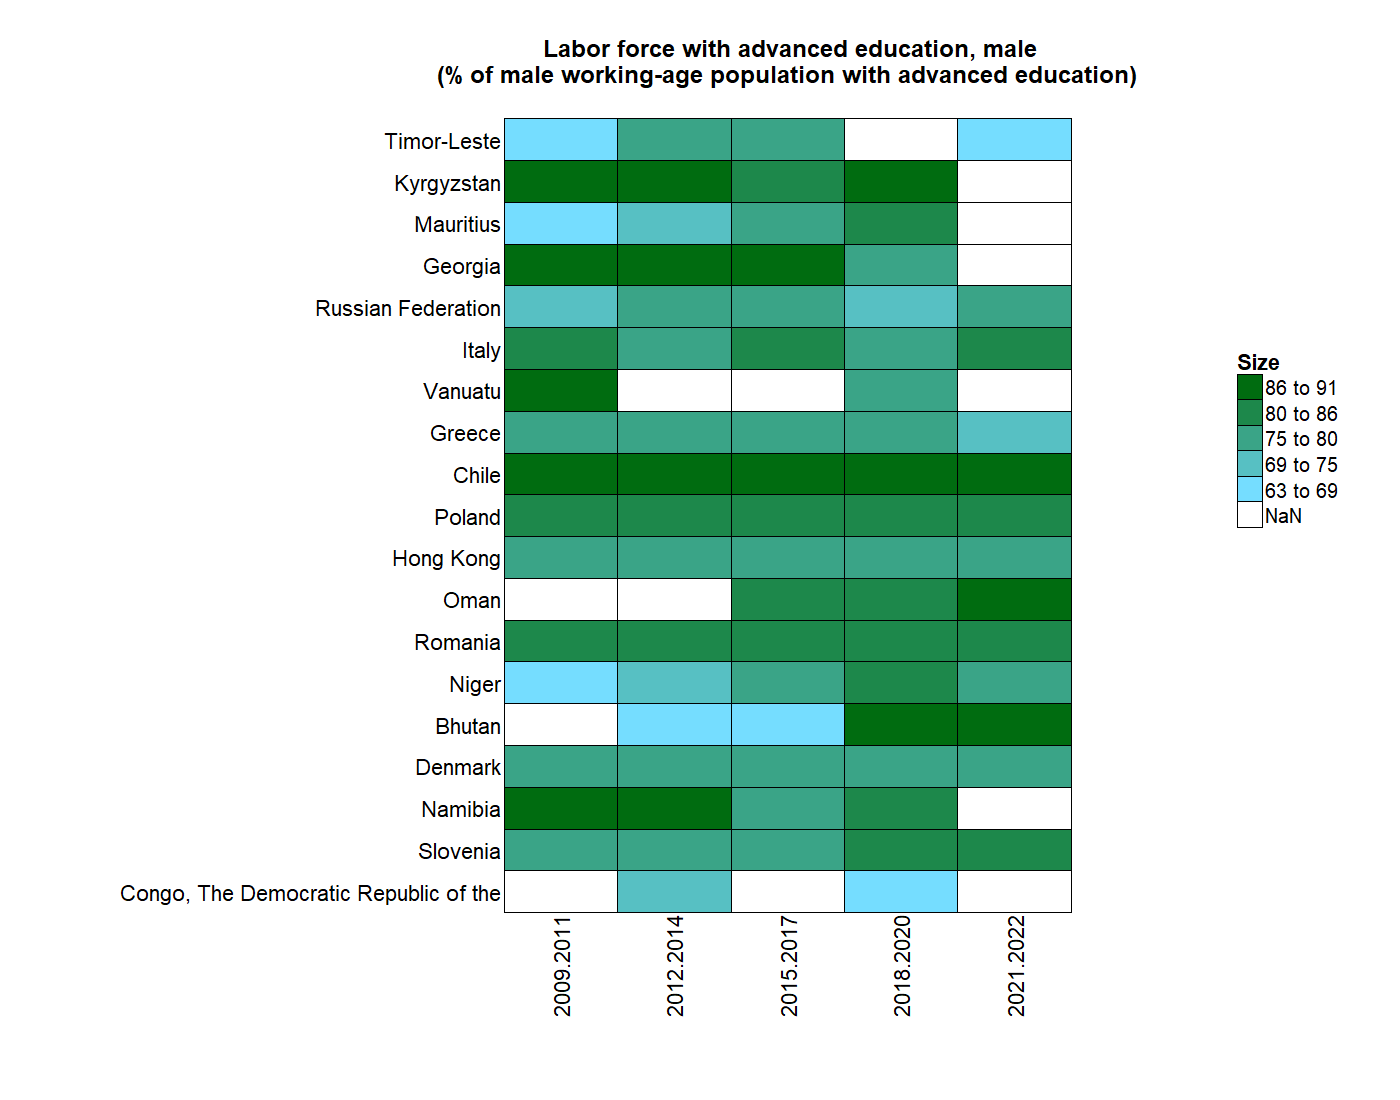 Labor force with advanced education, male
(% of male working-age population with advanced education)
Timor-Leste
Kyrgyzstan
Mauritius
Georgia
Russian Federation
Italy
Vanuatu
Greece
Chile
Poland
Hong Kong
Oman
Romania
Niger
Bhutan
Denmark
Namibia
Slovenia
Congo, The Democratic Republic of the
2009.2011
2012.2014
2015.2017
2018.2020
2021.2022
Size
86 to 91
80 to 86
75 to 80
69 to 75
63 to 69
NaN